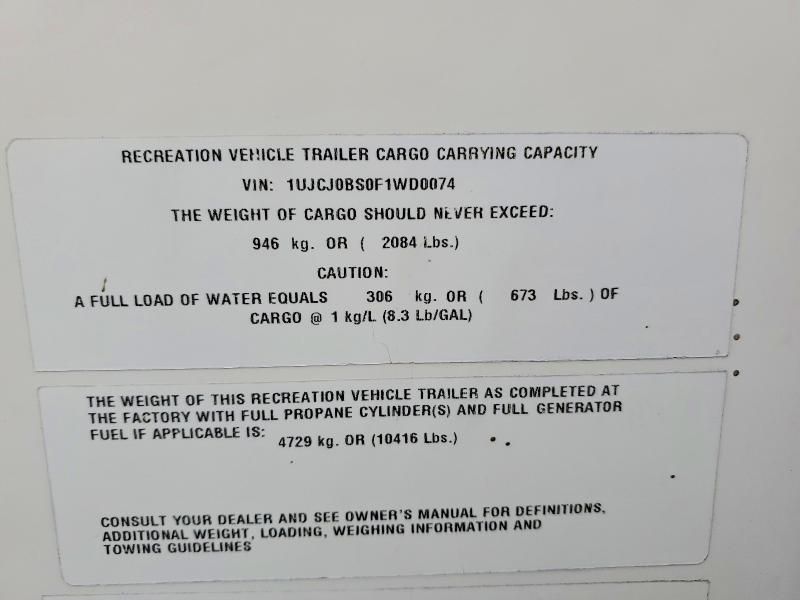 RECREATION VEHICLE TRAILER CARGO CARRYING CAPACITY
VIN: 1UJCJ0BS0F1WD0074
THE WEIGHT OF CARGO SHOULD NEVER EXCEED:
946 kg. OR ( 2084 Lbs.)
CAUTION:
A FULL LOAD OF WATER EQUALS 306 kg. OR ( 673 Lbs. ) OF
CARGO @ 1 kg/L (8.3 Lb/GAL)
THE WEIGHT OF THIS RECREATION VEHICLE TRAILER AS COMPLETED AT
THE FACTORY WITH FULL PROPANE CYLINDER(S) AND FULL GENERATOR
FUEL IF APPLICABLE IS: 4729 kg. OR (10416 Lbs.)
CONSULT YOUR DEALER AND SEE OWNER'S MANUAL FOR DEFINITIONS,
ADDITIONAL WEIGHT, LOADING, WEIGHING INFORMATION AND
TOWING GUIDELINES